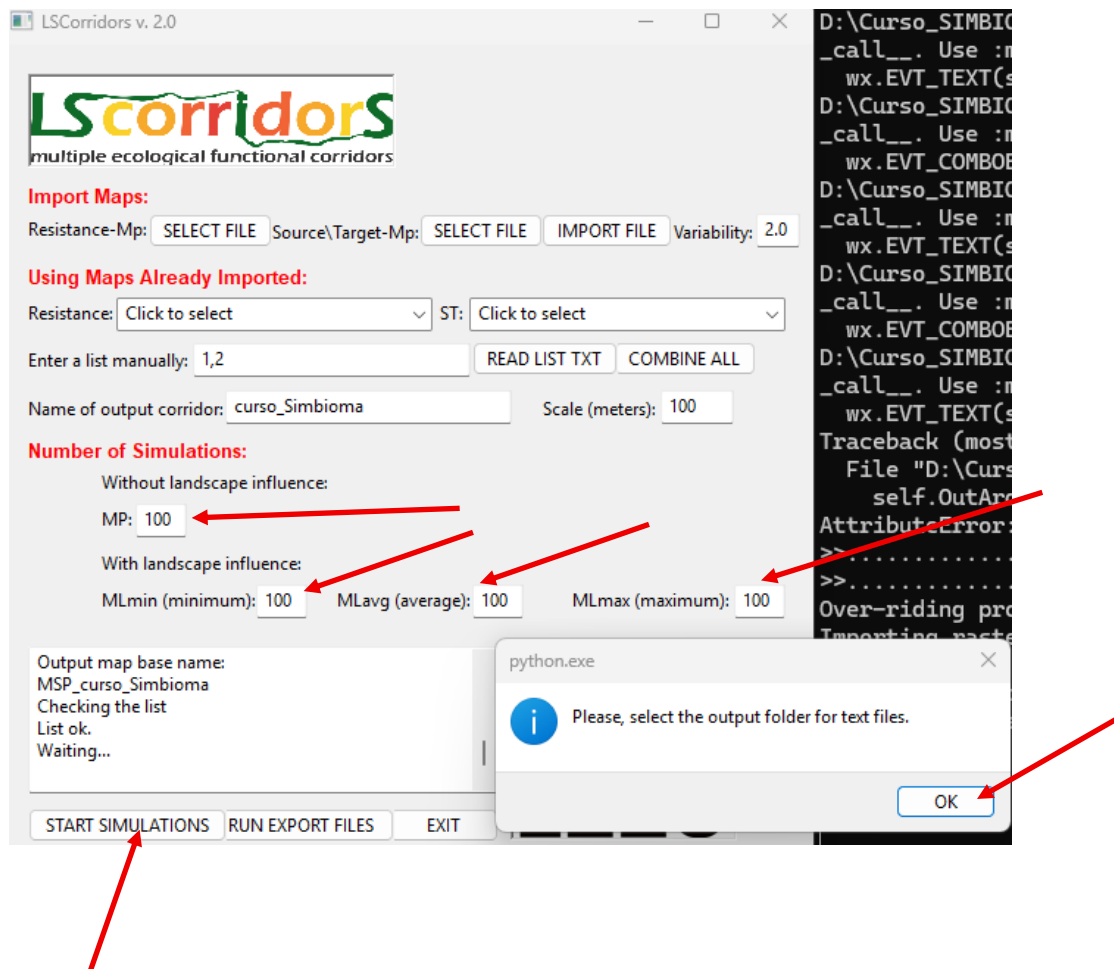 LSCorridors v. 2.0
LScorridorS
multiple ecological functional corridors
Import Maps:
Resistance-Mp: SELECT FILE Source\Target-Mp: SELECT FILE IMPORT FILE Variability: 2.0
Using Maps Already Imported:
Resistance: Click to select ST: Click to select
Enter a list manually: 1,2 READ LIST TXT COMBINE ALL
Name of output corridor: curso_Simbioma Scale (meters): 100
Number of Simulations:
Without landscape influence:
MP: 100
With landscape influence:
MLmin (minimum): 100 MLavg (average): 100 MLmax (maximum): 100
Output map base name:
MSP_curso_Simbioma
Checking the list
List ok.
Waiting...
START SIMULATIONS RUN EXPORT FILES EXIT
python.exe
Please, select the output folder for text files.
OK
D:\Curso_SIMBIO
_call__. Use :m
wx.EVT_TEXT(s
D:\Curso_SIMBIO
_call__. Use :m
wx.EVT_COMBOB
D:\Curso_SIMBIO
_call__. Use :m
wx.EVT_TEXT(s
D:\Curso_SIMBIO
_call__. Use :m
wx.EVT_COMBOB
D:\Curso_SIMBIO
_call__. Use :m
wx.EVT_TEXT(s
Traceback (most
File "D:\Curs
self.OutArq
AttributeError:
>>..............
>>..............
Over-riding pro
Importing raste